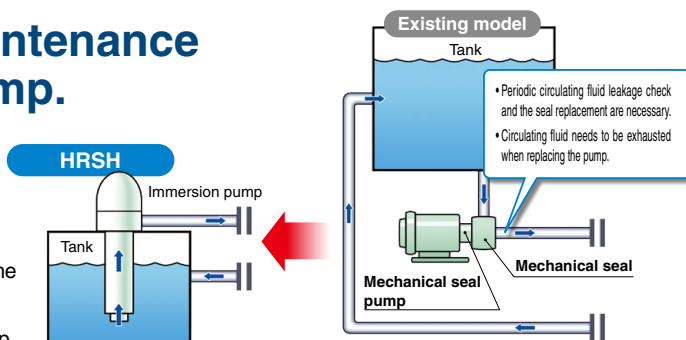 ntenance
mp.
HRSH
Immersion pump
Tank
ne
Existing model
Tank
• Periodic circulating fluid leakage check
and the seal replacement are necessary.
• Circulating fluid needs to be exhausted
when replacing the pump.
Mechanical seal
Mechanical seal
pump